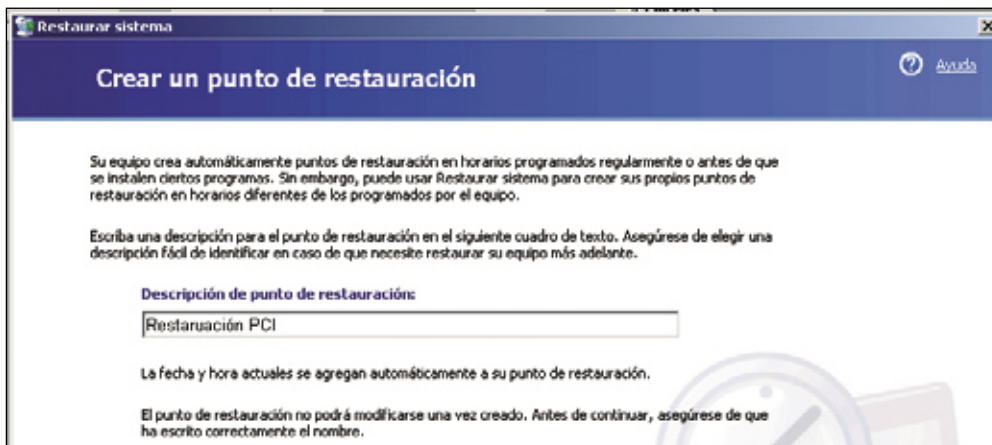 Restaurar sistema
Crear un punto de restauración
Ayuda
Su equipo crea automáticamente puntos de restauración en horarios programados regularmente o antes de que
se instalen ciertos programas. Sin embargo, puede usar Restaurar sistema para crear sus propios puntos de
restauración en horarios diferentes de los programados por el equipo.
Escriba una descripción para el punto de restauración en el siguiente cuadro de texto. Asegúrese de elegir una
descripción fácil de identificar en caso de que necesite restaurar su equipo más adelante.
Descripción de punto de restauración:
Restaruación PCI
La fecha y hora actuales se agregan automáticamente a su punto de restauración.
El punto de restauración no podrá modificarse una vez creado. Antes de continuar, asegúrese de que
ha escrito correctamente el nombre.